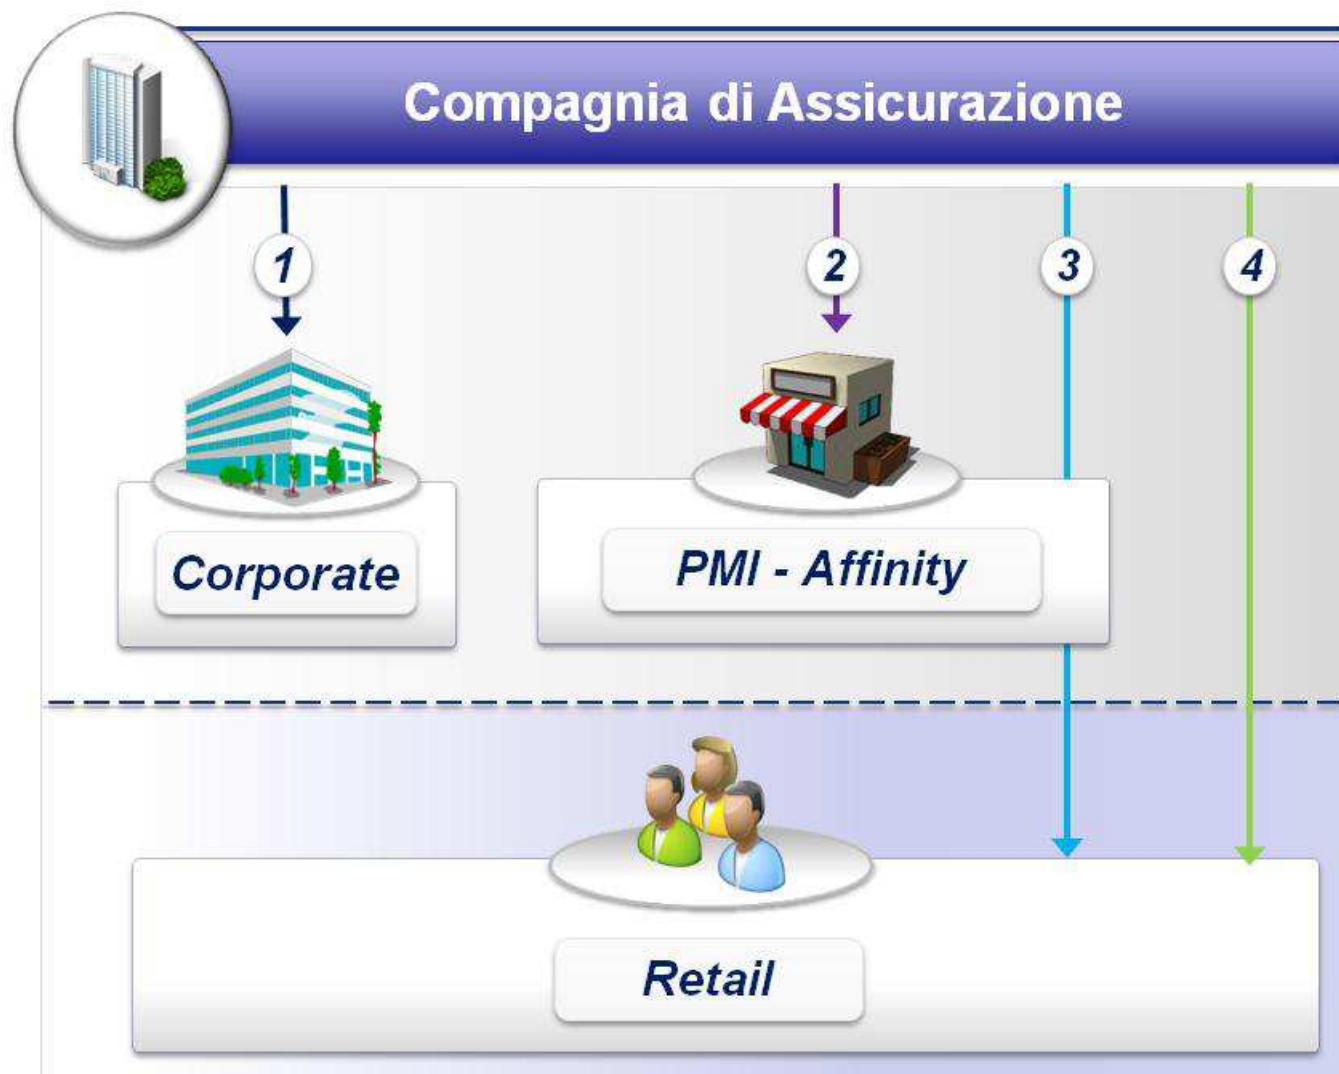 Compagnia di Assicurazione
1
2
3
4
Corporate
PMI - Affinity
Retail